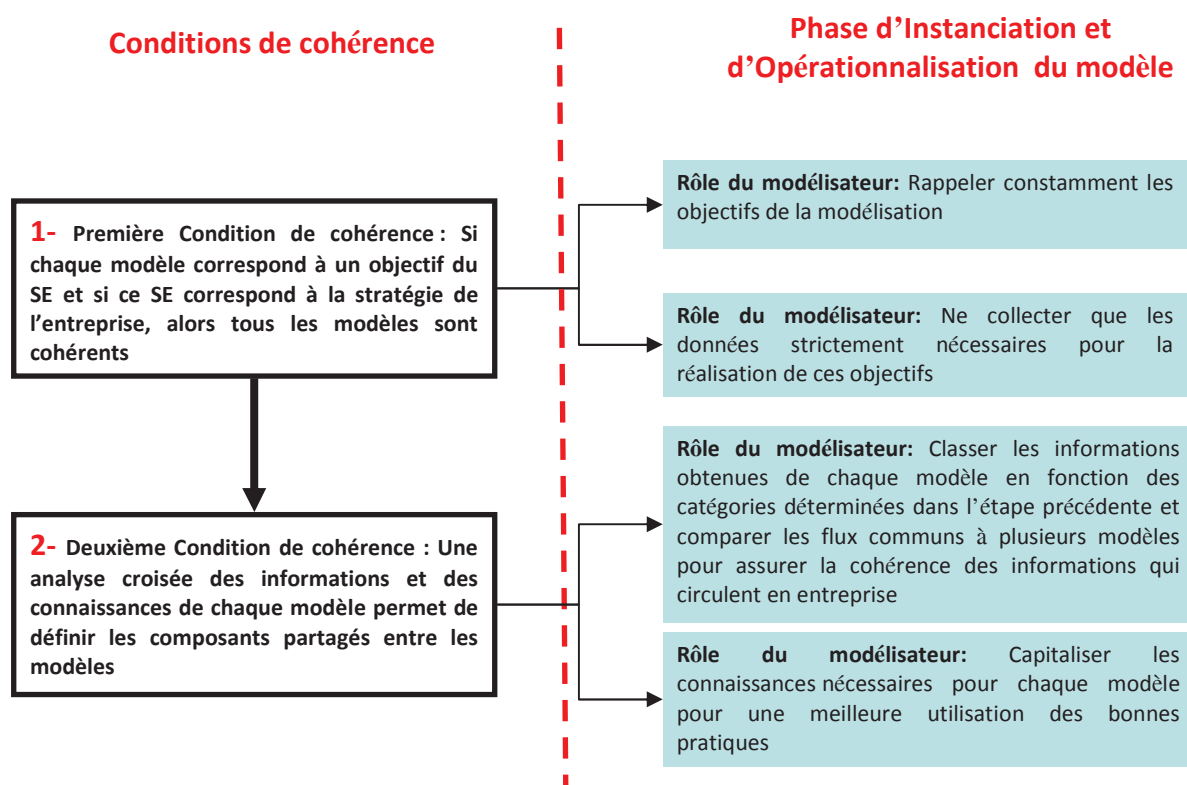 Conditions de cohérence
Phase d’Instanciation et
d’Opérationnalisation du modèle
1- Première Condition de cohérence : Si
chaque modèle correspond à un objectif du
SE et si ce SE correspond à la stratégie de
l’entreprise, alors tous les modèles sont
cohérents
2- Deuxième Condition de cohérence : Une
analyse croisée des informations et des
connaissances de chaque modèle permet de
définir les composants partagés entre les
modèles
Rôle du modélisateur: Rappeler constamment les
objectifs de la modélisation
Rôle du modélisateur: Ne collecter que les
données strictement nécessaires pour la
réalisation de ces objectifs
Rôle du modélisateur: Classer les informations
obtenues de chaque modèle en fonction des
catégories déterminées dans l’étape précédente et
comparer les flux communs à plusieurs modèles
pour assurer la cohérence des informations qui
circulent en entreprise
Rôle du modélisateur: Capitaliser les
connaissances nécessaires pour chaque modèle
pour une meilleure utilisation des bonnes
pratiques